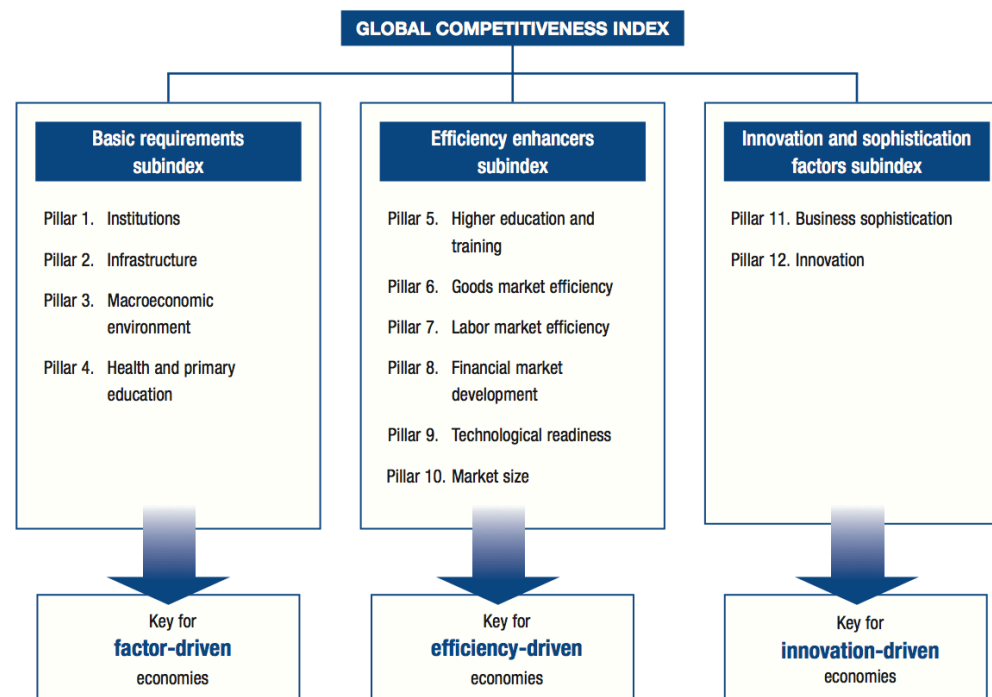 GLOBAL COMPETITIVENESS INDEX
Basic requirements
subindex
Pillar 1. Institutions
Pillar 2. Infrastructure
Pillar 3. Macroeconomic
environment
Pillar 4. Health and primary
education
Key for
factor-driven
economies
Efficiency enhancers
subindex
Pillar 5. Higher education and
training
Pillar 6. Goods market efficiency
Pillar 7. Labor market efficiency
Pillar 8. Financial market
development
Pillar 9. Technological readiness
Pillar 10. Market size
Key for
efficiency-driven
economies
Innovation and sophistication
factors subindex
Pillar 11. Business sophistication
Pillar 12. Innovation
Key for
innovation-driven
economies